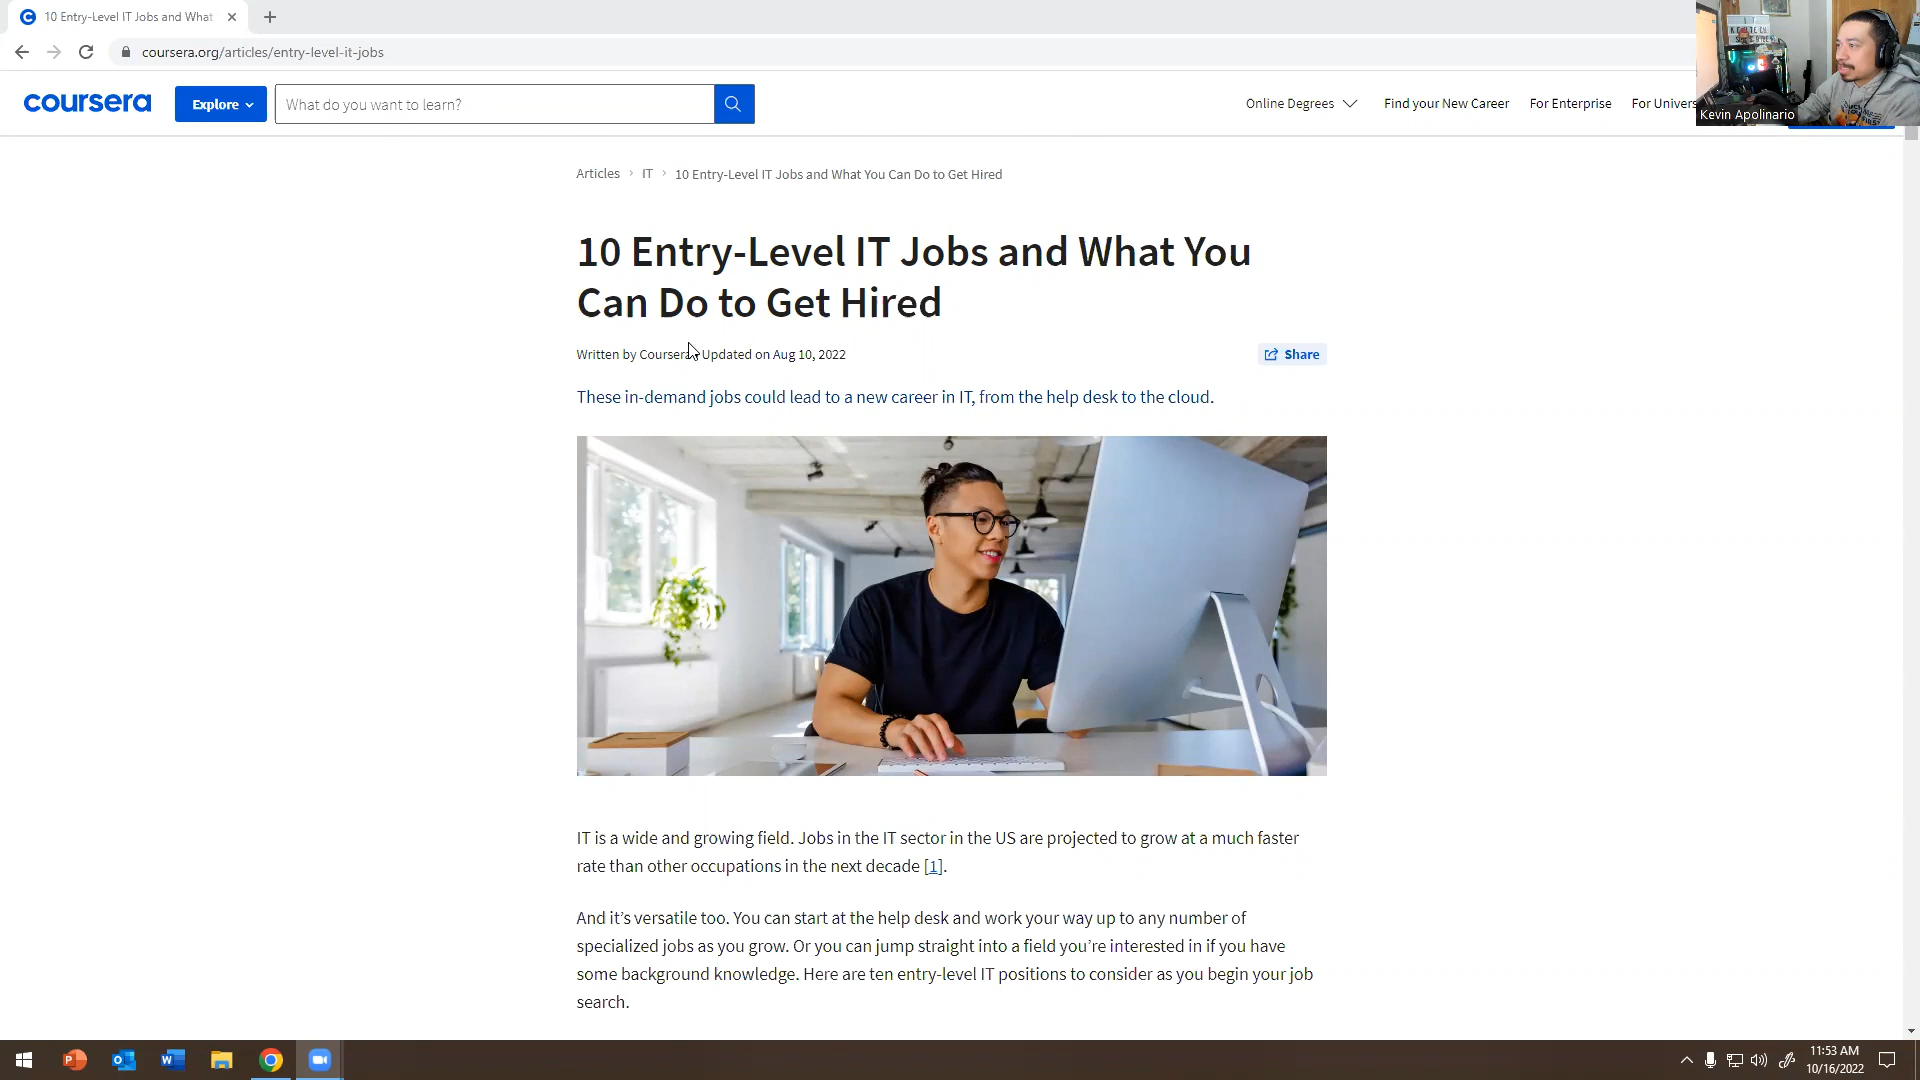 10 Entry-Level IT Jobs and What
coursera.org/articles/entry-level-it-jobs
coursera
Explore
What do you want to learn?
Online Degrees
Find your New Career
For Enterprise
For Univers
Kevin Apolinario
Articles > IT > 10 Entry-Level IT Jobs and What You Can Do to Get Hired
10 Entry-Level IT Jobs and What You
Can Do to Get Hired
Written by Coursera Updated on Aug 10, 2022
Share
These in-demand jobs could lead to a new career in IT, from the help desk to the cloud.
IT is a wide and growing field. Jobs in the IT sector in the US are projected to grow at a much faster
rate than other occupations in the next decade [1].
And it's versatile too. You can start at the help desk and work your way up to any number of
specialized jobs as you grow. Or you can jump straight into a field you're interested in if you have
some background knowledge. Here are ten entry-level IT positions to consider as you begin your job
search.
11:53 AM
10/16/2022